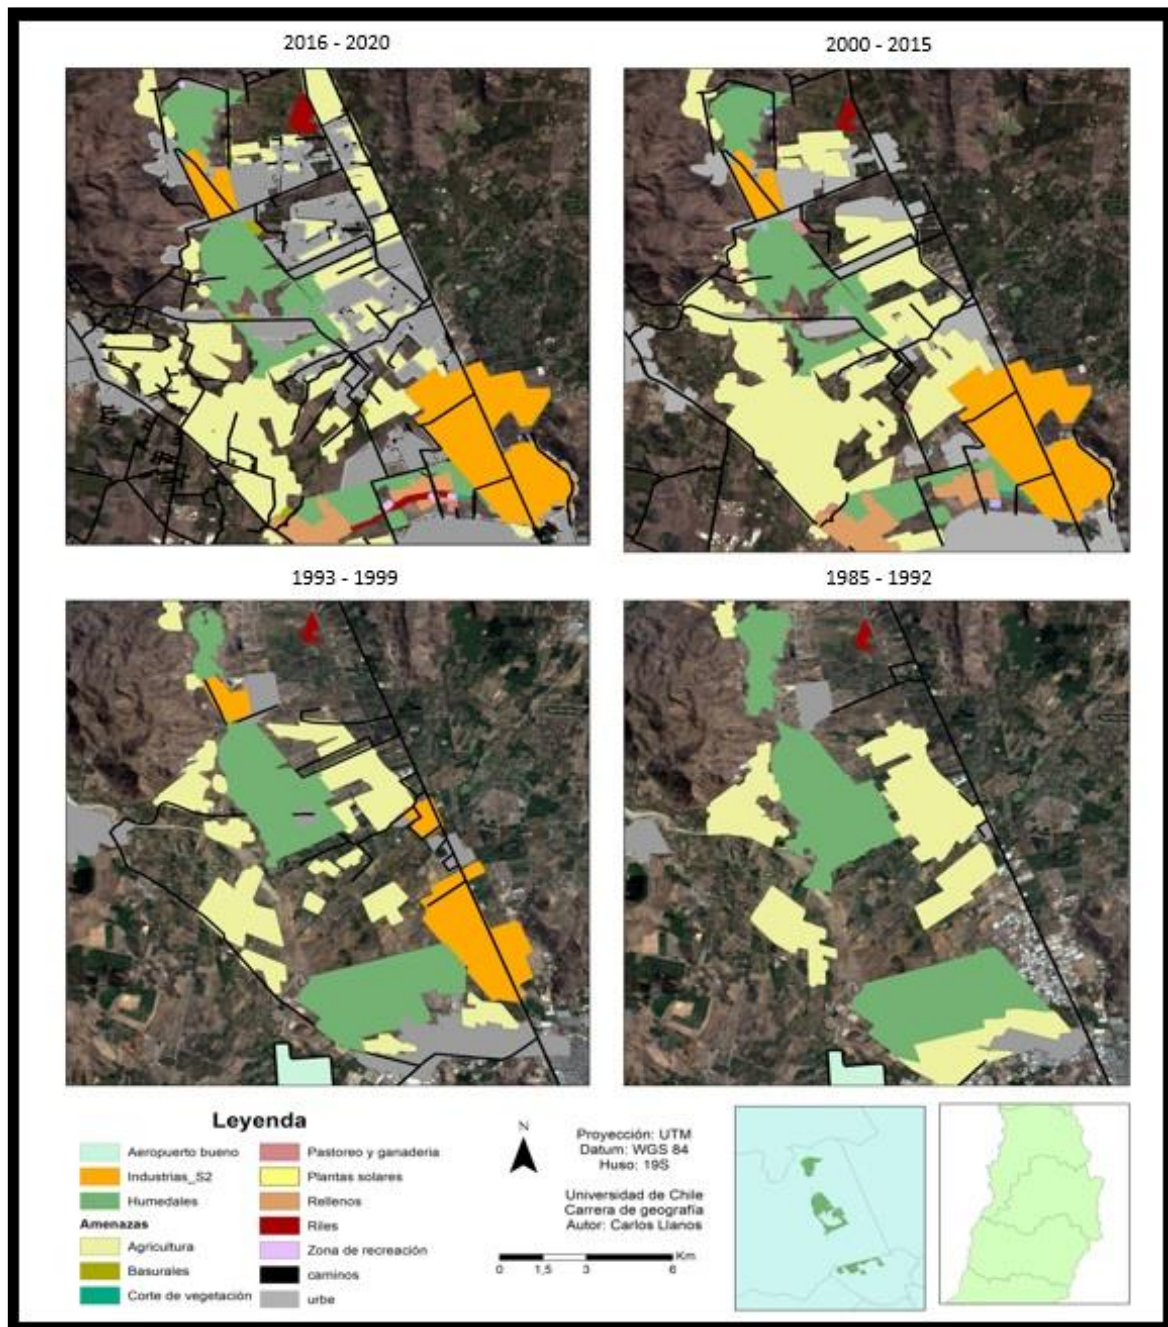 2016 - 2020
2000 - 2015
1993 - 1999
1985 - 1992
Leyenda
Aeropuerto bueno
Industrias_S2
Humedales
Amenazas
Agricultura
Basurales
Corte de vegetación
Pastoreo y ganaderia
Plantas solares
Rellenos
Riles
Zona de recreación
caminos
urbe
N
Proyección: UTM
Datum: WGS 84
Huso: 19S
Universidad de Chile
Carrera de geografía
Autor: Carlos Llanos
Km
0 1,5 3 6